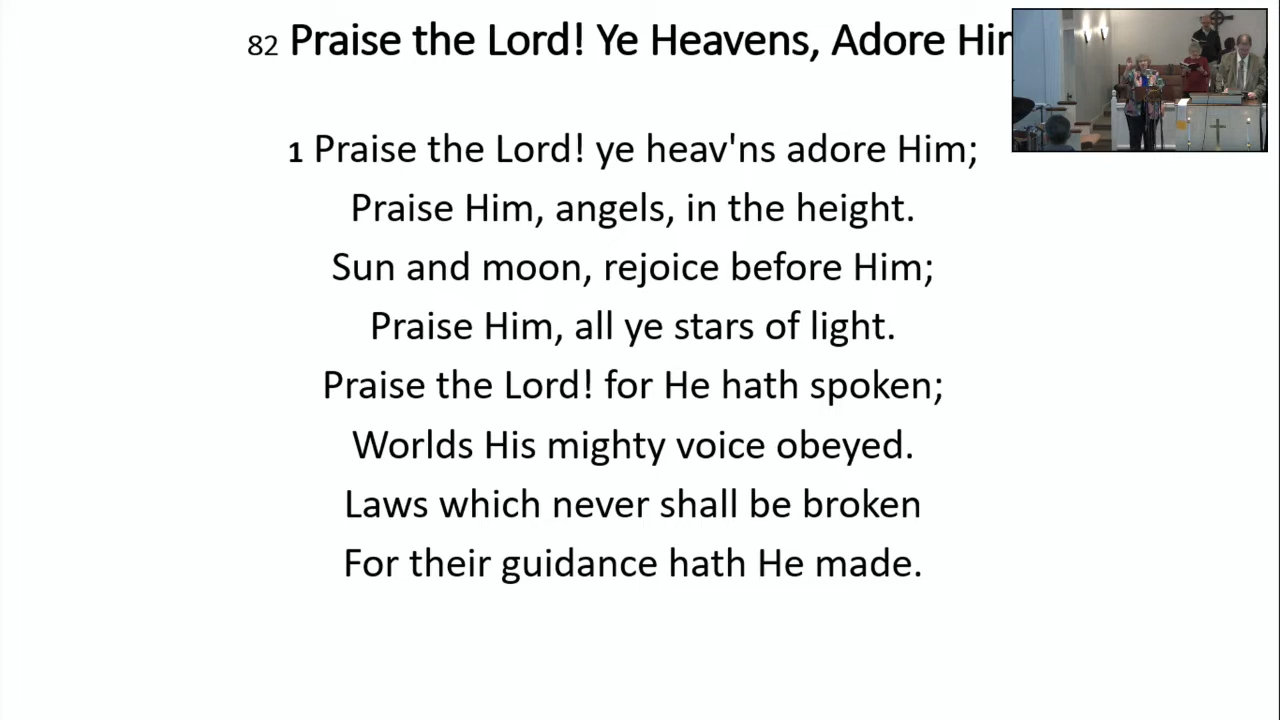 82 Praise the Lord! Ye Heavens, Adore Hi
1 Praise the Lord! ye heav'ns adore Him;
Praise Him, angels, in the height.
Sun and moon, rejoice before Him;
Praise Him, all ye stars of light.
Praise the Lord! for He hath spoken;
Worlds His mighty voice obeyed.
Laws which never shall be broken
For their guidance hath He made.